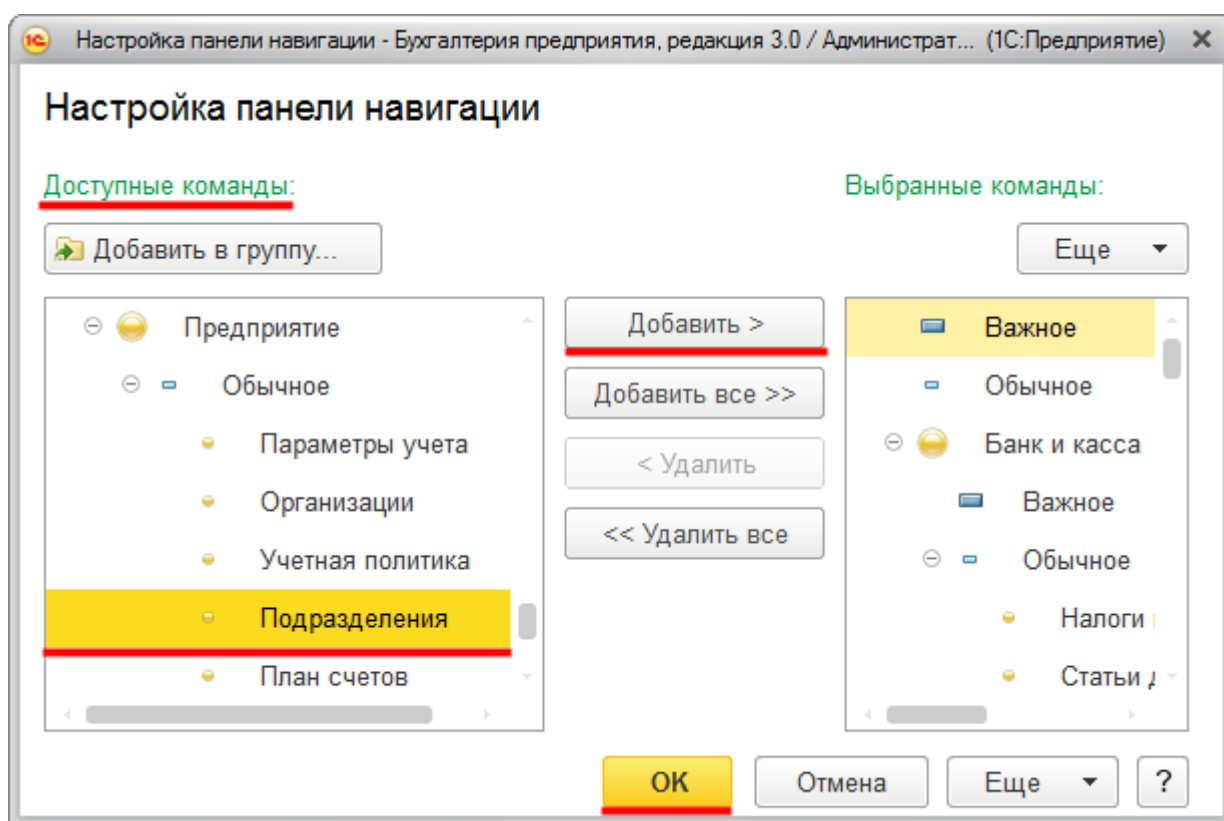 1С Настройка панели навигации - Бухгалтерия предприятия, редакция 3.0 / Администрат... (1С:Предприятие)
Настройка панели навигации
Доступные команды:
Выбранные команды:
Добавить в группу...
Еще
Предприятие
Обычное
Параметры учета
Организации
Учетная политика
Подразделения
План счетов
Добавить >
Добавить все >>
< Удалить
<< Удалить все
Важное
Обычное
Банк и касса
Важное
Обычное
Налоги
Статьи
OK
Отмена
Еще
?